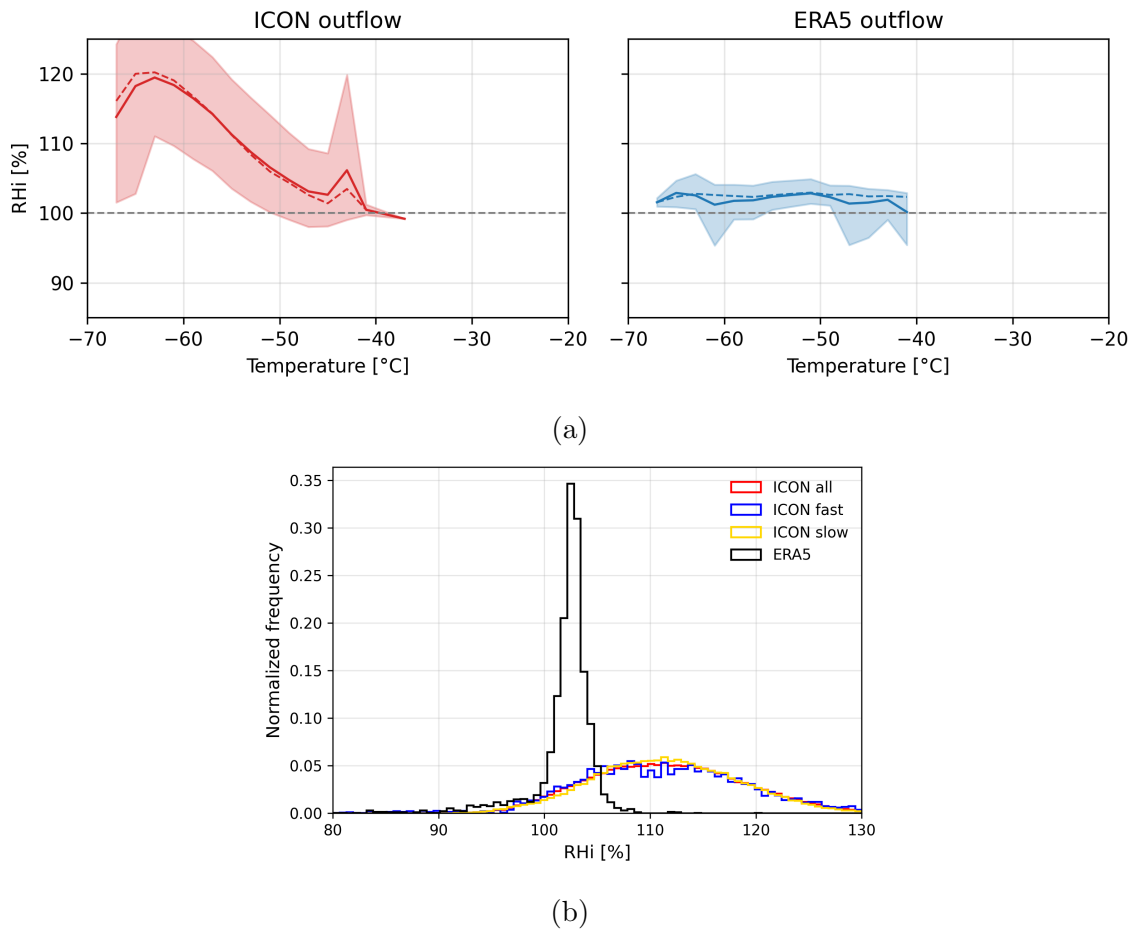 ICON outflow
ERA5 outflow
RHi [%]
120
110
100
90
−70 −60 −50 −40 −30 −20
−70 −60 −50 −40 −30 −20
Temperature [°C]
Temperature [°C]
(a)
Normalized frequency
0.35
0.30
0.25
0.20
0.15
0.10
0.05
0.00
ICON all
ICON fast
ICON slow
ERA5
80 90 100 110 120 130
RHi [%]
(b)